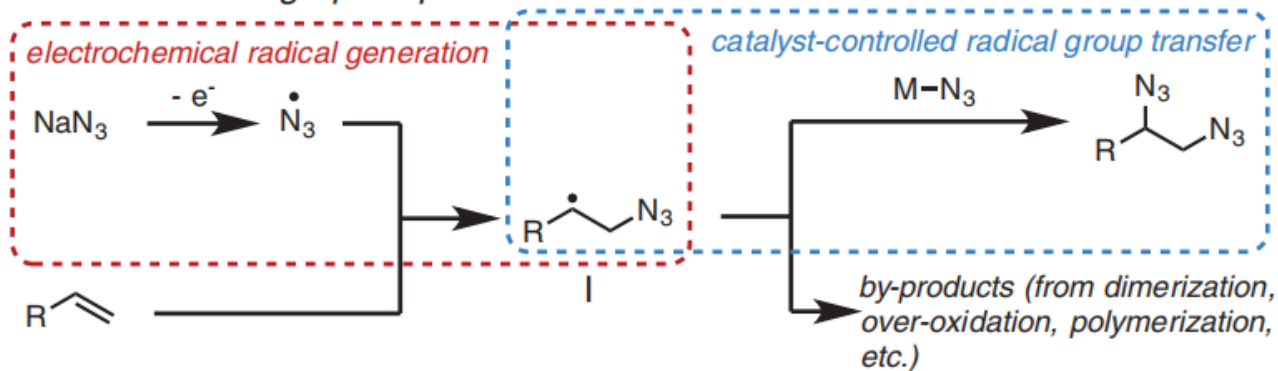 electrochemical radical generation
catalyst-controlled radical group transfer
NaN3
- e-
N3
M–N3
N3
N3
R
R
N3
I
R
by-products (from dimerization,
over-oxidation, polymerization,
etc.)